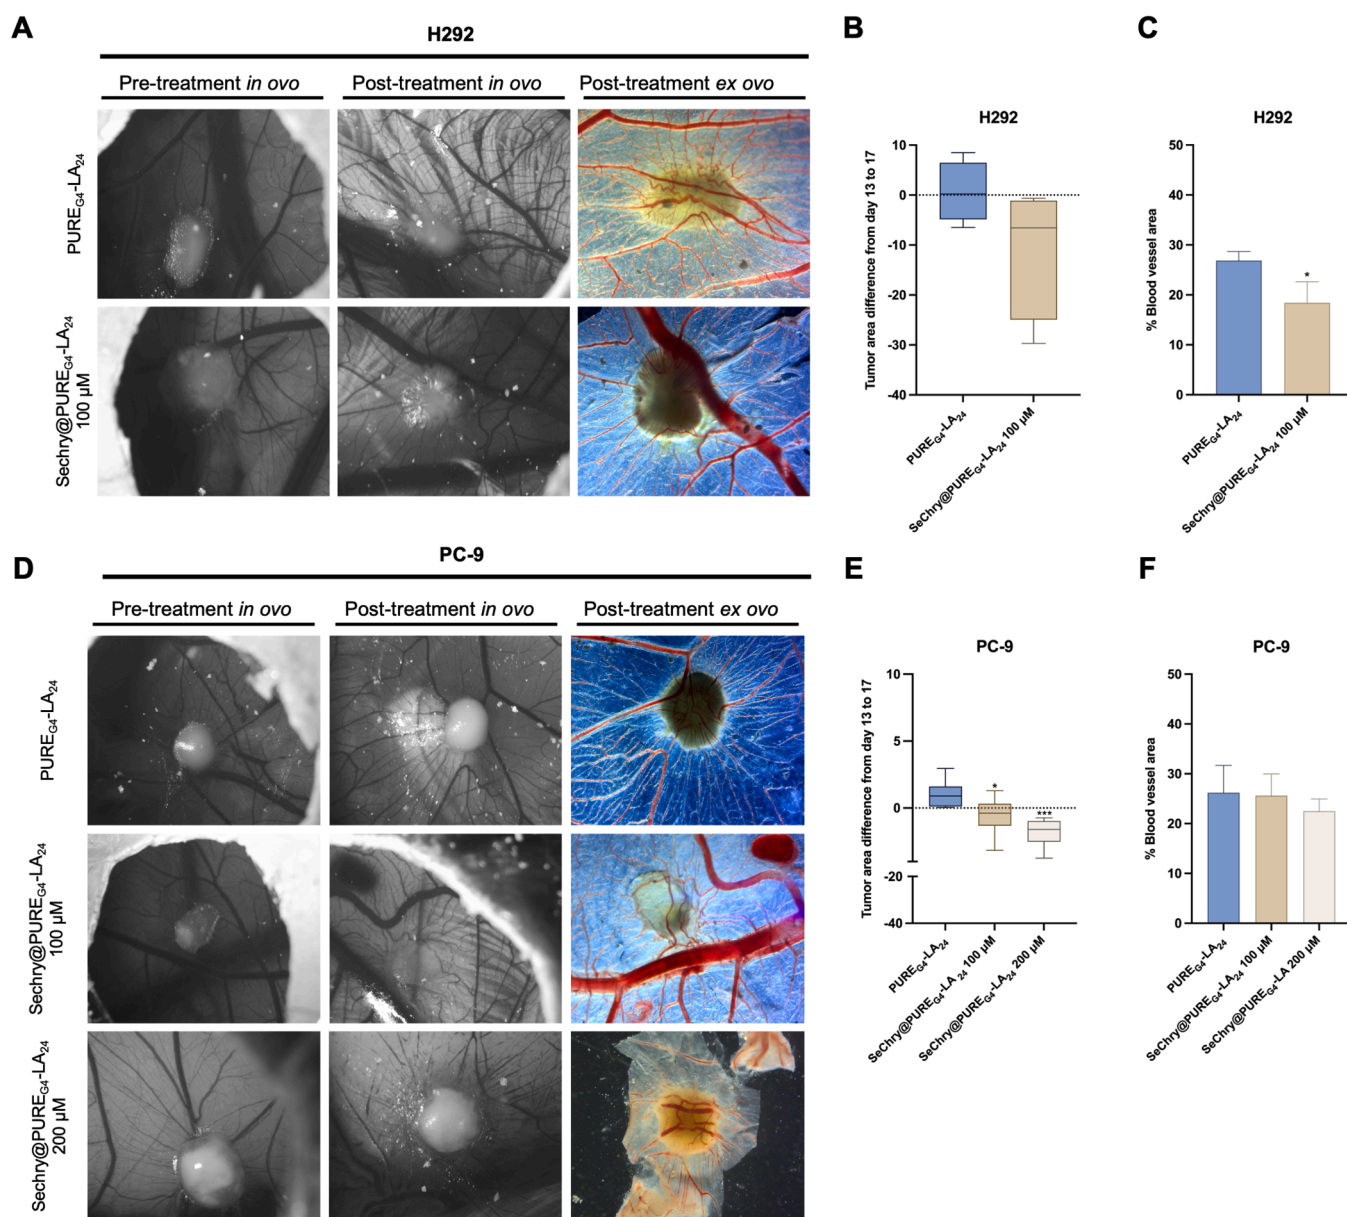 A
H292
Pre-treatment in ovo
Post-treatment in ovo
Post-treatment ex ovo
PUREG4-LA24
Sechry@PUREG4-LA24
100 µM
B
H292
Tumor area difference from day 13 to 17
10
0
-10
-20
-30
-40
PUREG4-LA24
SeChry@PUREG4-LA24 100 µM
C
H292
% Blood vessel area
50
40
30
20
10
0
*
PUREG4-LA24
SeChry@PUREG4-LA24 100 µM
D
PC-9
Pre-treatment in ovo
Post-treatment in ovo
Post-treatment ex ovo
PUREG4-LA24
Sechry@PUREG4-LA24
100 µM
Sechry@PUREG4-LA24
200 µM
E
PC-9
Tumor area difference from day 13 to 17
10
5
0
-20
-40
*
***
PUREG4-LA24
SeChry@PUREG4-LA 24 100 µM
SeChry@PUREG4-LA24 200 µM
F
PC-9
% Blood vessel area
50
40
30
20
10
0
PUREG4-LA24
SeChry@PUREG4-LA24 100 µM
SeChry@PUREG4-LA 200 µM